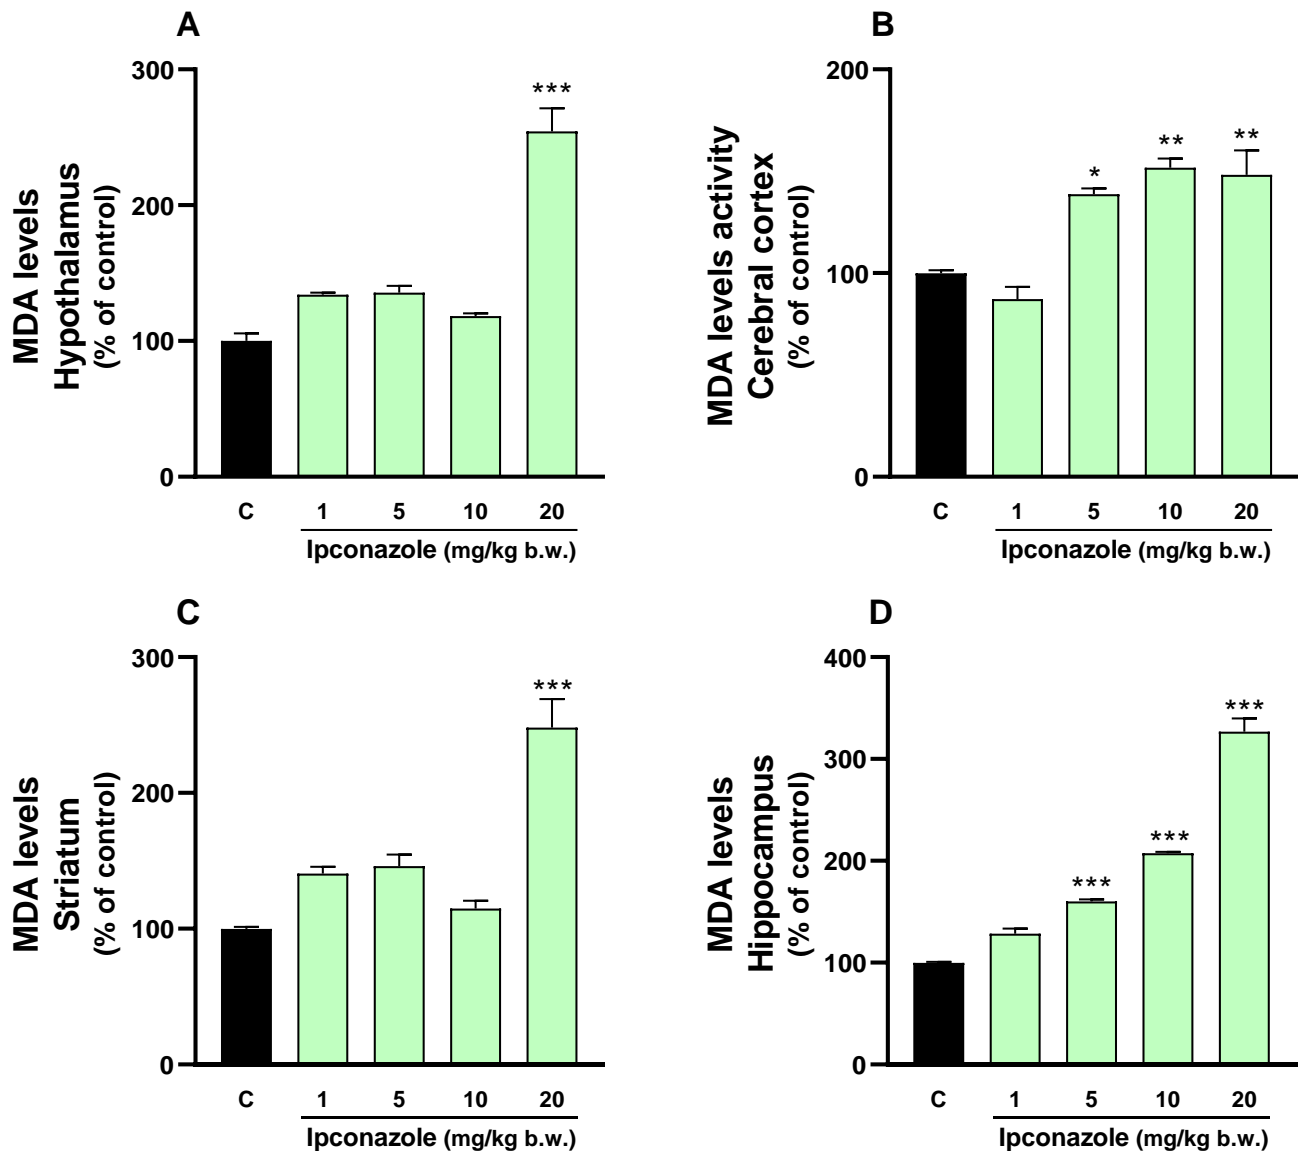 A
MDA levels
Hypothalamus
(% of control)
300
200
100
0
***
C 1 5 10 20
Ipconazole (mg/kg b.w.)
B
MDA levels activity
Cerebral cortex
(% of control)
200
100
0
* ** **
C 1 5 10 20
Ipconazole (mg/kg b.w.)
C
MDA levels
Striatum
(% of control)
300
200
100
0
***
C 1 5 10 20
Ipconazole (mg/kg b.w.)
D
MDA levels
Hippocampus
(% of control)
400
300
200
100
0
*** *** ***
C 1 5 10 20
Ipconazole (mg/kg b.w.)